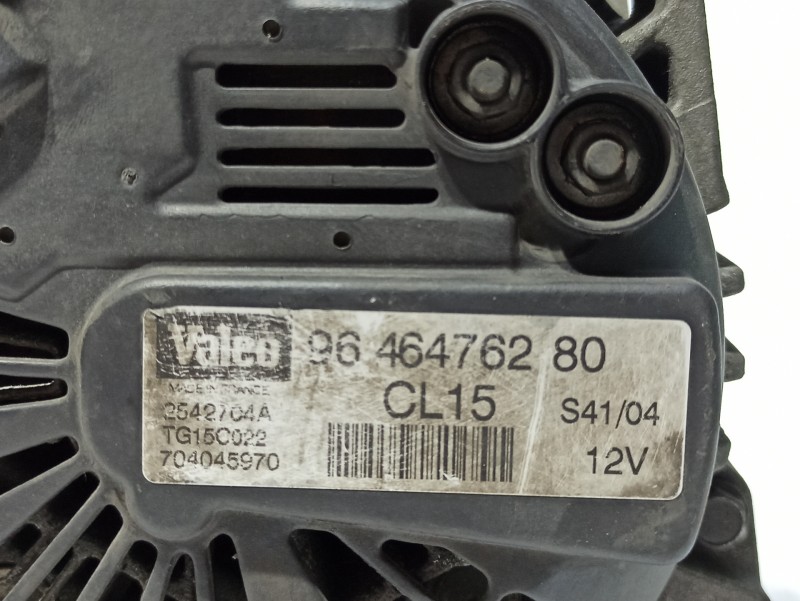 Valeo
96 464762 80
MADE IN FRANCE
CL15
2542704A
S41/04
TG15C022
704045970
12V